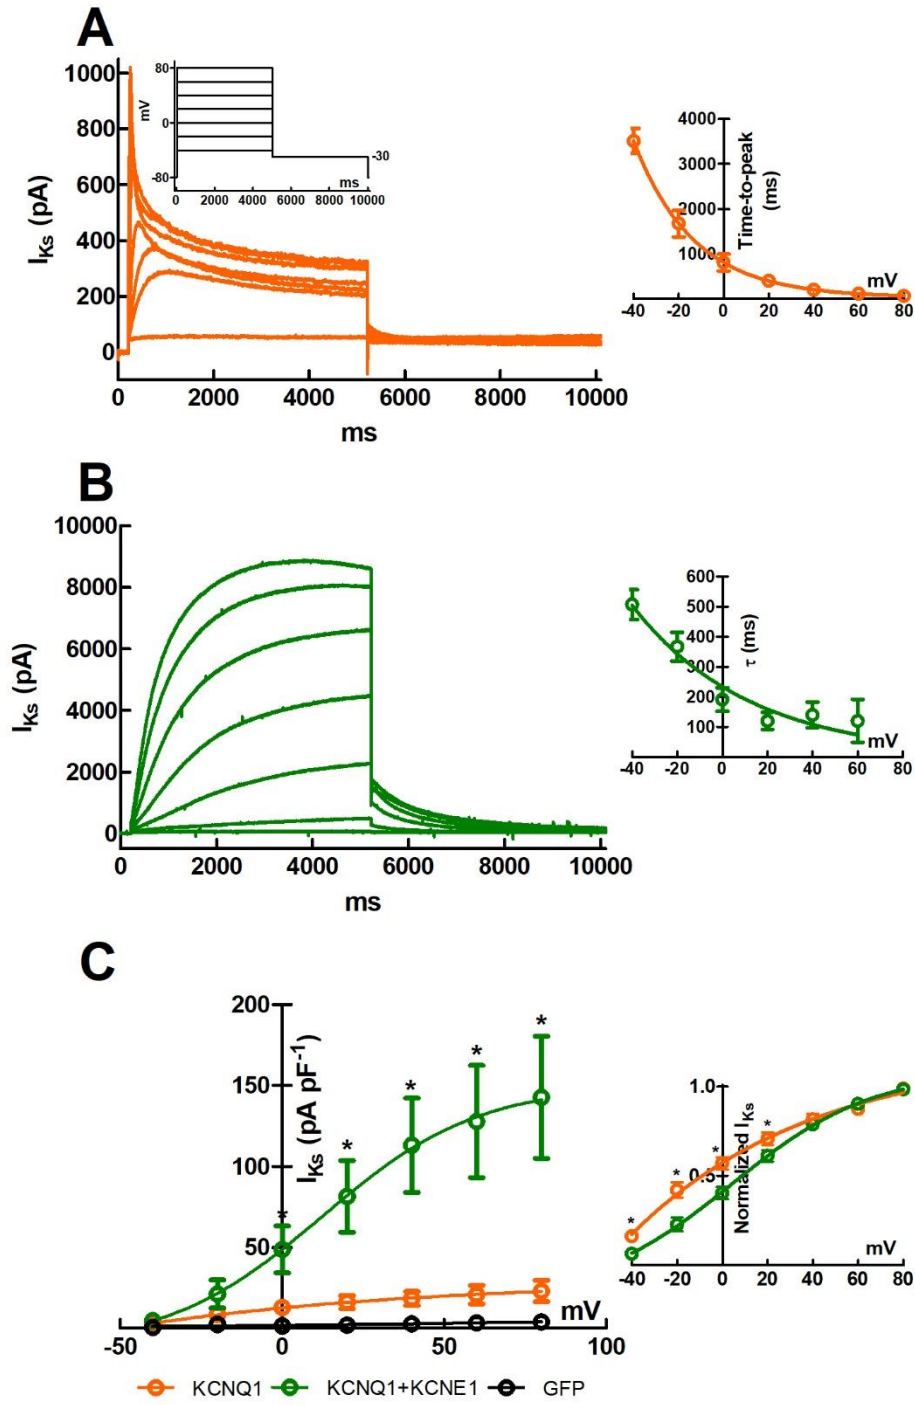 A
I_Ks (pA)
1000
800
600
400
200
0
0 2000 4000 6000 8000 10000
ms
mV
80
0
-80
-30
ms
0 2000 4000 6000 8000 10000
4000
3000
2000
1000
Time-to-peak
(ms)
mV
-40 -20 0 20 40 60 80
B
I_Ks (pA)
10000
8000
6000
4000
2000
0
0 2000 4000 6000 8000 10000
ms
600
500
400
300
200
100
τ (ms)
mV
-40 -20 0 20 40 60 80
C
200
150
100
50
I_Ks (pA pF⁻¹)
* * * * *
mV
-50 0 50 100
1.0
0.5
Normalized I_Ks
* * * *
mV
-40 -20 0 20 40 60 80
KCNQ1 KCNQ1+KCNE1 GFP